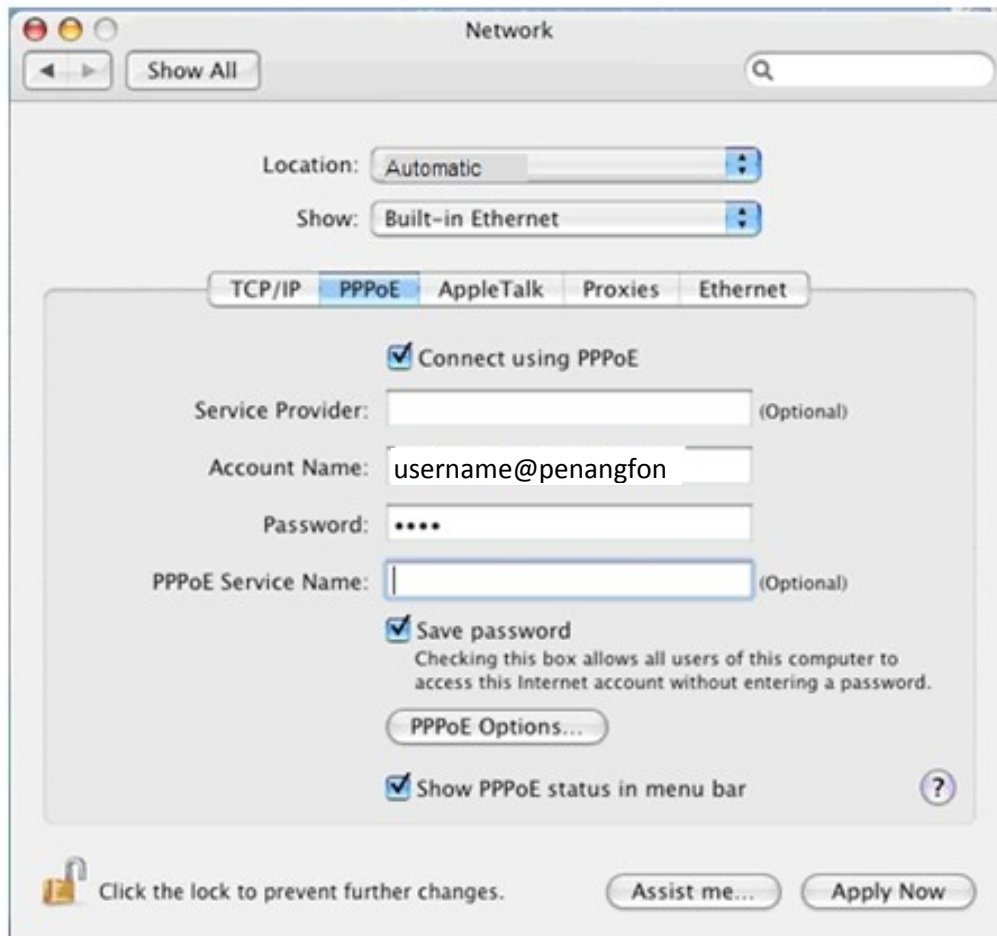 Network
Show All
Location: Automatic
Show: Built-in Ethernet
TCP/IP PPPoE AppleTalk Proxies Ethernet
Connect using PPPoE
Service Provider: (Optional)
Account Name: username@penangfon
Password: ••••
PPPoE Service Name: (Optional)
Save password
Checking this box allows all users of this computer to
access this Internet account without entering a password.
PPPoE Options...
Show PPPoE status in menu bar
?
Click the lock to prevent further changes. Assist me... Apply Now